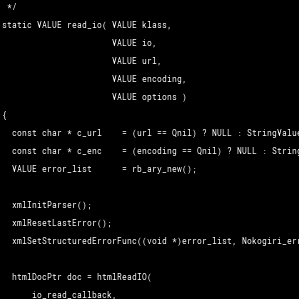 */
static VALUE read_io( VALUE klass,
VALUE io,
VALUE url,
VALUE encoding,
VALUE options )
{
const char * c_url = (url == Qnil) ? NULL : StringValue
const char * c_enc = (encoding == Qnil) ? NULL : String
VALUE error_list = rb_ary_new();
xmlInitParser();
xmlResetLastError();
xmlSetStructuredErrorFunc((void *)error_list, Nokogiri_err
htmlDocPtr doc = htmlReadIO(
io_read_callback,